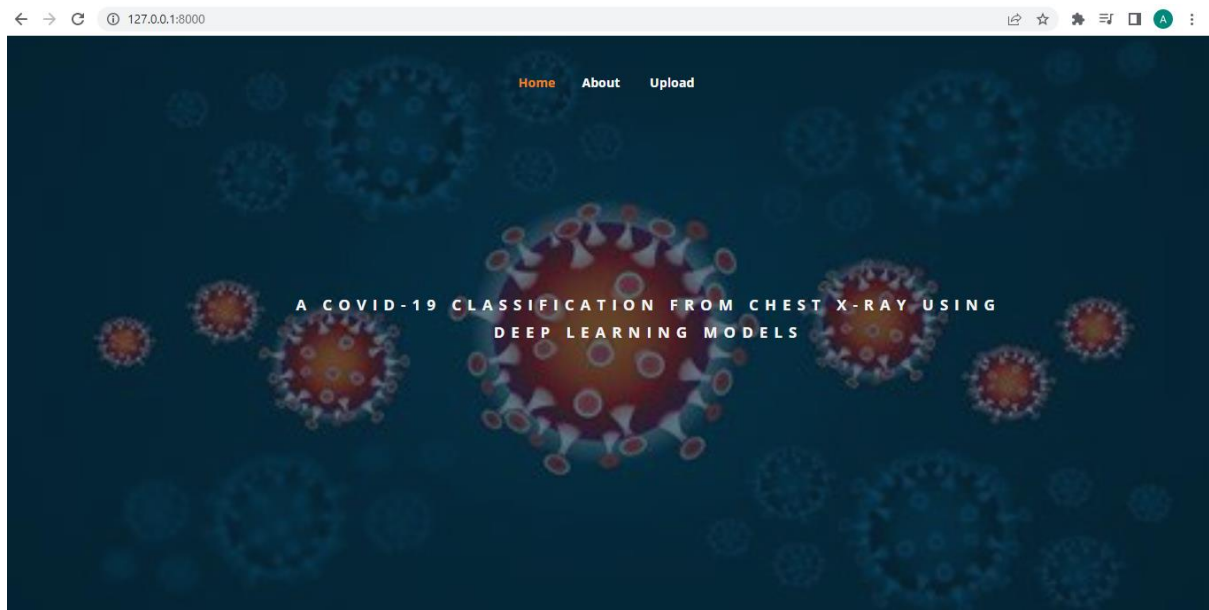 127.0.0.1:8000
A
Home About Upload
A COVID-19 CLASSIFICATION FROM CHEST X-RAY USING
DEEP LEARNING MODELS